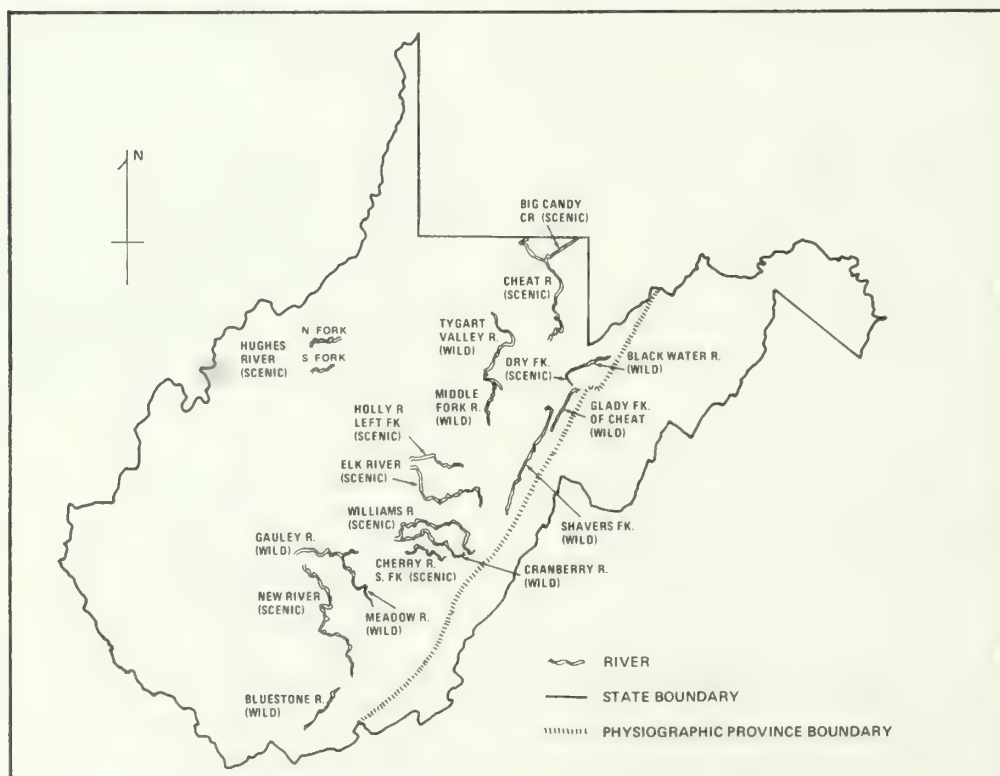 N
BIG CANDY
CR (SCENIC)
CHEAT R
(SCENIC)
TYGART
VALLEY R.
(WILD)
HUGHES
RIVER
(SCENIC)
N FORK
S FORK
DRY FK.
(SCENIC)
BLACK WATER R.
(WILD)
MIDDLE
FORK R.
(WILD)
GLADY FK.
OF CHEAT
(WILD)
HOLLY R
LEFT FK
(SCENIC)
ELK RIVER
(SCENIC)
WILLIAMS R
(SCENIC)
SHAVERS FK.
(WILD)
GAULEY R.
(WILD)
CHERRY R.
S. FK (SCENIC)
CRANBERRY R.
(WILD)
NEW RIVER
(SCENIC)
MEADOW R.
(WILD)
BLUESTONE R.
(WILD)
RIVER
STATE BOUNDARY
PHYSIOGRAPHIC PROVINCE BOUNDARY